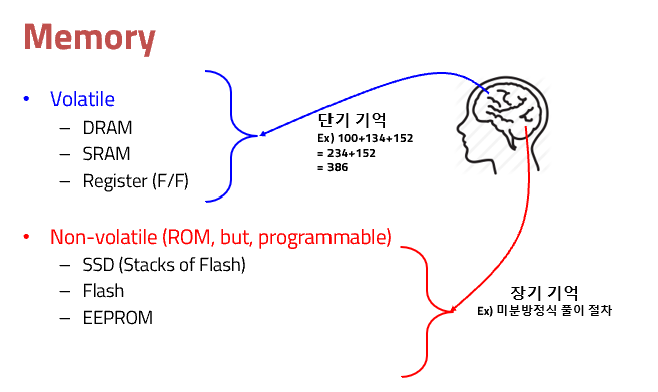 Memory
• Volatile
– DRAM
– SRAM
– Register (F/F)
단기 기억
Ex) 100+134+152
= 234+152
= 386
• Non-volatile (ROM, but, programmable)
– SSD (Stacks of Flash)
– Flash
– EEPROM
장기 기억
Ex) 미분방정식 풀이 절차